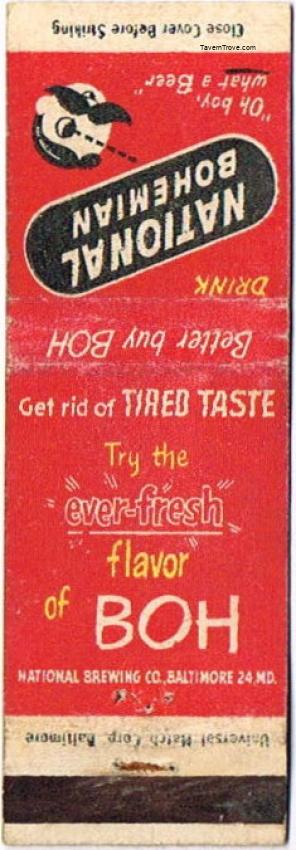 Close Cover Before Striking
TavernTrove.com
"Oh boy,
what a Beer"
NATIONAL
BOHEMIAN
DRINK
Better buy BOH
Get rid of TIRED TASTE
Try the
"ever-fresh"
flavor
of BOH
NATIONAL BREWING CO., BALTIMORE 24, MD.
Universal Match Corp. Baltimore